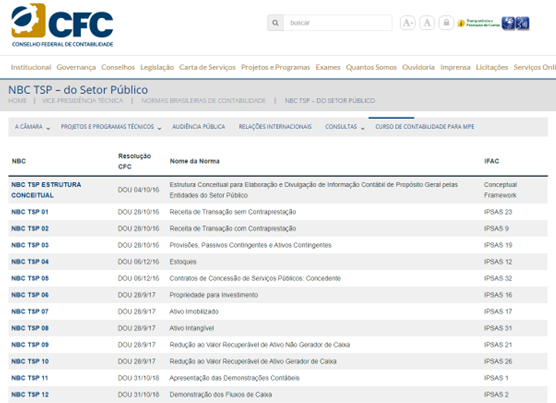 CFC
CONSELHO FEDERAL DE CONTABILIDADE
buscar
A+
A
Transparência e Prestação de Contas
Institucional Governança Conselhos Legislação Carta de Serviços Projetos e Programas Exames Quantos Somos Ouvidoria Imprensa Licitações Serviços Onli
NBC TSP – do Setor Público
HOME | VICE-PRESIDÊNCIA TÉCNICA | NORMAS BRASILEIRAS DE CONTABILIDADE | NBC TSP – DO SETOR PÚBLICO
A CÂMARA PROJETOS E PROGRAMAS TÉCNICOS AUDIÊNCIA PÚBLICA RELAÇÕES INTERNACIONAIS CONSULTAS CURSO DE CONTABILIDADE PARA MPE
NBC Resolução CFC Nome da Norma IFAC
NBC TSP ESTRUTURA CONCEITUAL DOU 04/10/16 Estrutura Conceitual para Elaboração e Divulgação de Informação Contábil de Propósito Geral pelas Entidades do Setor Público Conceptual Framework
NBC TSP 01 DOU 28/10/16 Receita de Transação sem Contraprestação IPSAS 23
NBC TSP 02 DOU 28/10/16 Receita de Transação com Contraprestação IPSAS 9
NBC TSP 03 DOU 28/10/16 Provisões, Passivos Contingentes e Ativos Contingentes IPSAS 19
NBC TSP 04 DOU 06/12/16 Estoques IPSAS 12
NBC TSP 05 DOU 06/12/16 Contratos de Concessão de Serviços Públicos: Concedente IPSAS 32
NBC TSP 06 DOU 28/9/17 Propriedade para Investimento IPSAS 16
NBC TSP 07 DOU 28/9/17 Ativo Imobilizado IPSAS 17
NBC TSP 08 DOU 28/9/17 Ativo Intangível IPSAS 31
NBC TSP 09 DOU 28/9/17 Redução ao Valor Recuperável de Ativo Não Gerador de Caixa IPSAS 21
NBC TSP 10 DOU 28/9/17 Redução ao Valor Recuperável de Ativo Gerador de Caixa IPSAS 26
NBC TSP 11 DOU 31/10/18 Apresentação das Demonstrações Contábeis IPSAS 1
NBC TSP 12 DOU 31/10/18 Demonstração dos Fluxos de Caixa IPSAS 2